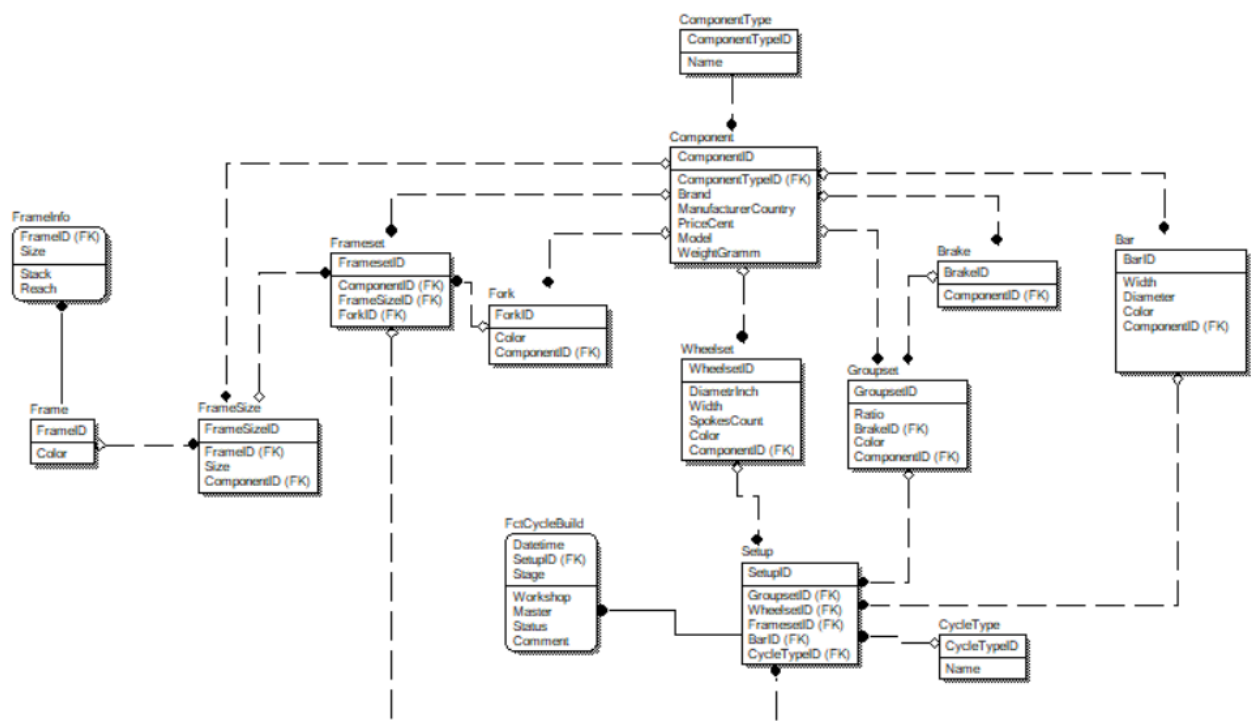 ComponentType
ComponentTypeID
Name
Component
ComponentID
ComponentTypeID (FK)
Brand
ManufacturerCountry
PriceCent
Model
WeightGramm
FrameInfo
FrameID (FK)
Size
Stack
Reach
Frameset
FramesetID
ComponentID (FK)
FrameSizeID (FK)
ForkID (FK)
Fork
ForkID
Color
ComponentID (FK)
Brake
BrakeID
ComponentID (FK)
Bar
BarID
Width
Diameter
Color
ComponentID (FK)
Wheelset
WheelsetID
DiametrInch
Width
SpokesCount
Color
ComponentID (FK)
Groupset
GroupsetID
Ratio
BrakeID (FK)
Color
ComponentID (FK)
Frame
FrameID
Color
FrameSize
FrameSizeID
FrameID (FK)
Size
ComponentID (FK)
FctCycleBuild
Datetime
SetupID (FK)
Stage
Workshop
Master
Status
Comment
Setup
SetupID
GroupsetID (FK)
WheelsetID (FK)
FramesetID (FK)
BarID (FK)
CycleTypeID (FK)
CycleType
CycleTypeID
Name